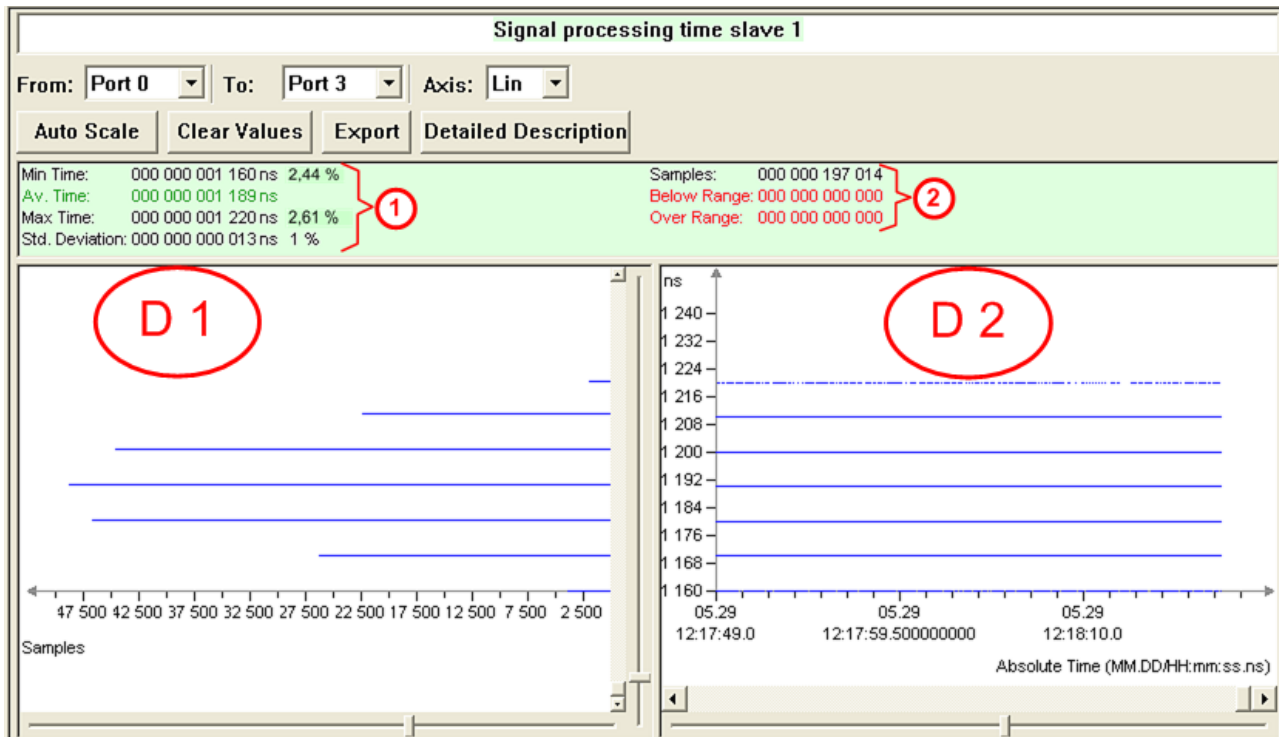 Signal processing time slave 1
From: Port 0 To: Port 3 Axis: Lin
Auto Scale Clear Values Export Detailed Description
Min Time: 000 000 001 160 ns 2,44 %
Av. Time: 000 000 001 189 ns
Max Time: 000 000 001 220 ns 2,61 %
Std. Deviation: 000 000 000 013 ns 1 %
1
Samples: 000 000 197 014
Below Range: 000 000 000 000
Over Range: 000 000 000 000
2
D 1
47 500 42 500 37 500 32 500 27 500 22 500 17 500 12 500 7 500 2 500
Samples
D 2
ns
1 240
1 232
1 224
1 216
1 208
1 200
1 192
1 184
1 176
1 168
1 160
05.29 05.29 05.29
12:17:49.0 12:17:59.500000000 12:18:10.0
Absolute Time (MM.DD/HH:mm:ss.ns)